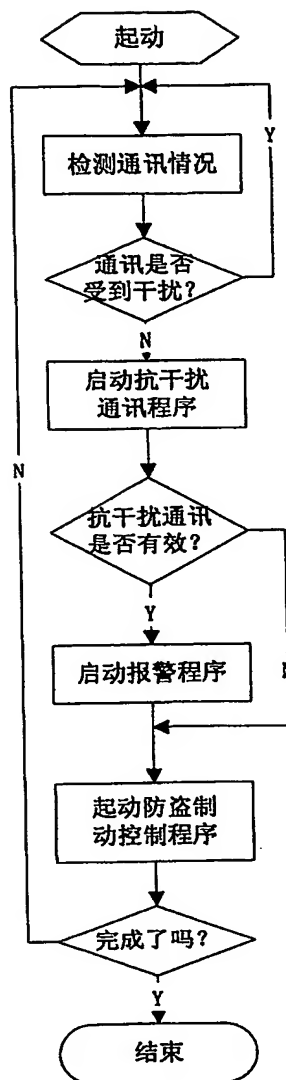 起动
Y
检测通讯情况
通讯是否
受到干扰?
N
启动抗干扰
通讯程序
N
抗干扰通讯
是否有效?
Y
启动报警程序
起动防盗制
动控制程序
完成了吗?
Y
结束